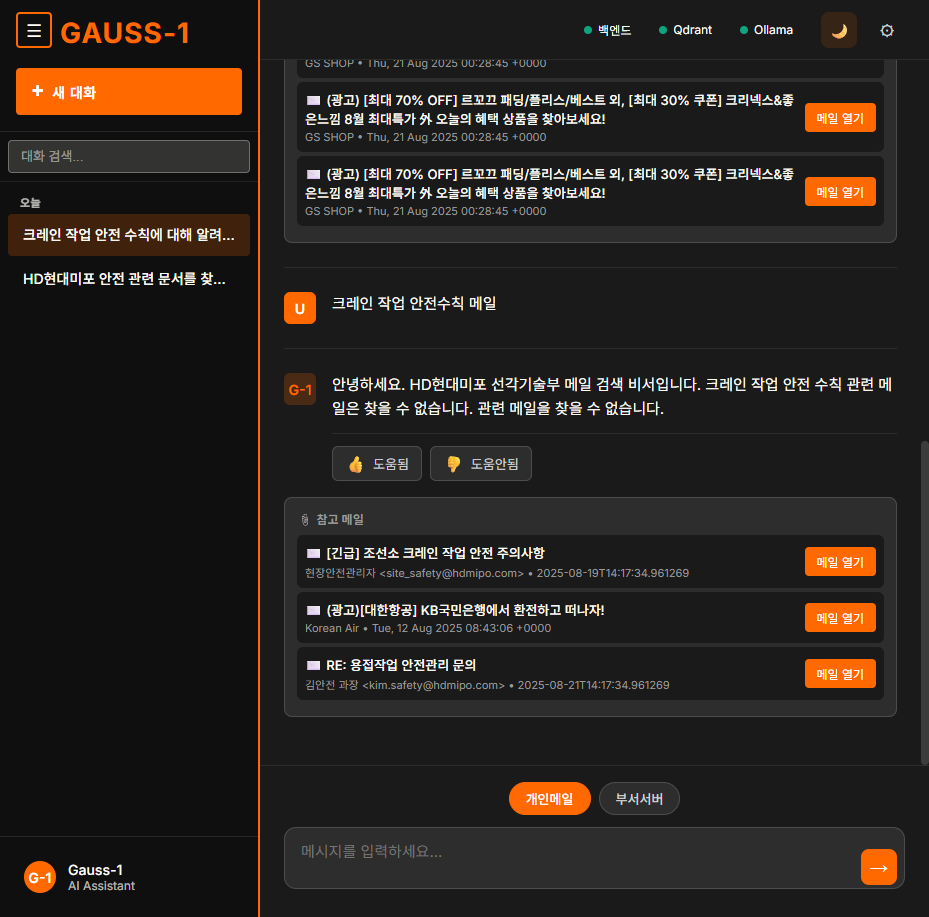 ☰ GAUSS-1
+ 새 대화
대화 검색...
오늘
크레인 작업 안전 수칙에 대해 알려...
HD현대미포 안전 관련 문서를 찾...
G-1 Gauss-1
AI Assistant
백엔드 Qdrant Ollama
GS SHOP • Thu, 21 Aug 2025 00:28:45 +0000
(광고) [최대 70% OFF] 르꼬끄 패딩/플리스/베스트 외, [최대 30% 쿠폰] 크리넥스&좋
은느낌 8월 최대특가 外 오늘의 혜택 상품을 찾아보세요!
GS SHOP • Thu, 21 Aug 2025 00:28:45 +0000
메일 열기
(광고) [최대 70% OFF] 르꼬끄 패딩/플리스/베스트 외, [최대 30% 쿠폰] 크리넥스&좋
은느낌 8월 최대특가 外 오늘의 혜택 상품을 찾아보세요!
GS SHOP • Thu, 21 Aug 2025 00:28:45 +0000
메일 열기
U 크레인 작업 안전수칙 메일
G-1 안녕하세요. HD현대미포 선각기술부 메일 검색 비서입니다. 크레인 작업 안전 수칙 관련 메
일은 찾을 수 없습니다. 관련 메일을 찾을 수 없습니다.
👍 도움됨 👎 도움안됨
참고 메일
[긴급] 조선소 크레인 작업 안전 주의사항
현장안전관리자 <site_safety@hdmipo.com> • 2025-08-19T14:17:34.961269
메일 열기
(광고)[대한항공] KB국민은행에서 환전하고 떠나자!
Korean Air • Tue, 12 Aug 2025 08:43:06 +0000
메일 열기
RE: 용접작업 안전관리 문의
김안전 과장 <kim.safety@hdmipo.com> • 2025-08-21T14:17:34.961269
메일 열기
개인메일 부서서버
메시지를 입력하세요...
→